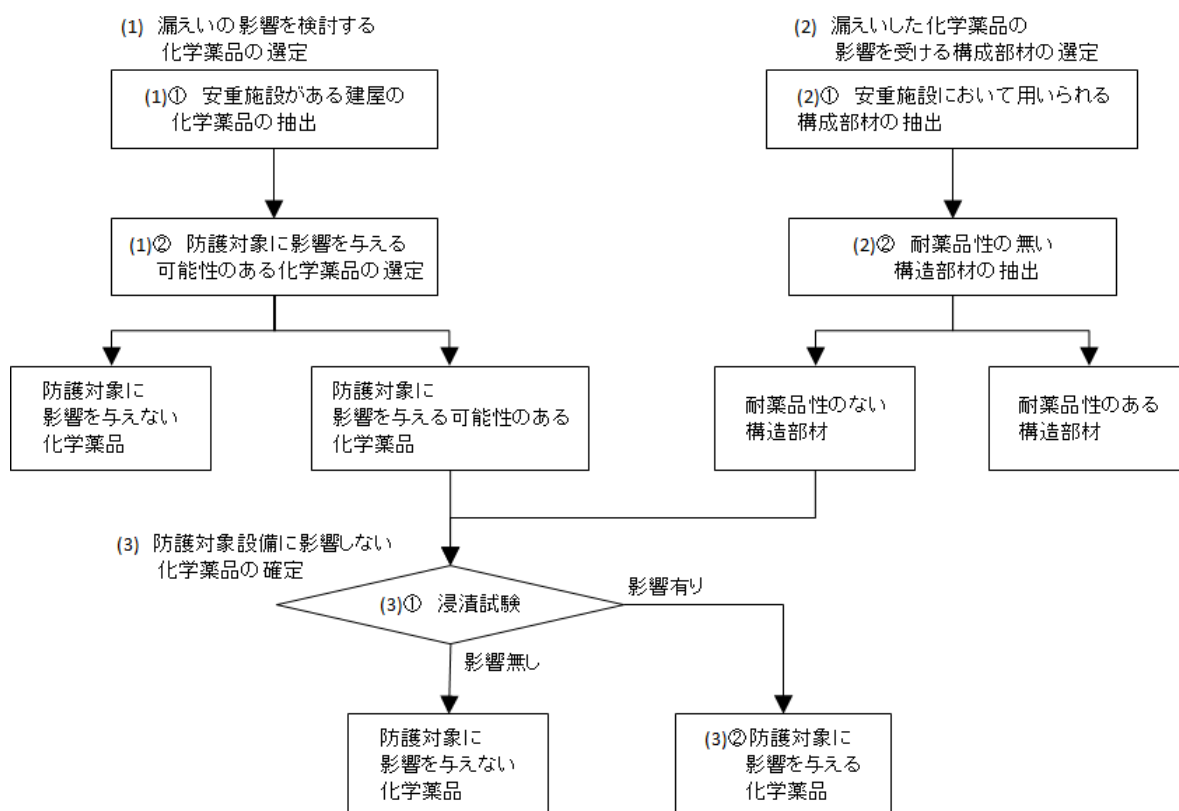 (1) 漏えいの影響を検討する
化学薬品の選定
(2) 漏えいした化学薬品の
影響を受ける構成部材の選定
(1)① 安重施設がある建屋の
化学薬品の抽出
(2)① 安重施設において用いられる
構成部材の抽出
(1)② 防護対象に影響を与える
可能性のある化学薬品の選定
(2)② 耐薬品性の無い
構造部材の抽出
防護対象に
影響を与えない
化学薬品
防護対象に
影響を与える可能性のある
化学薬品
耐薬品性のない
構造部材
耐薬品性のある
構造部材
(3) 防護対象設備に影響しない
化学薬品の確定
(3)① 浸漬試験
影響有り
影響無し
防護対象に
影響を与えない
化学薬品
(3)②防護対象に
影響を与える
化学薬品